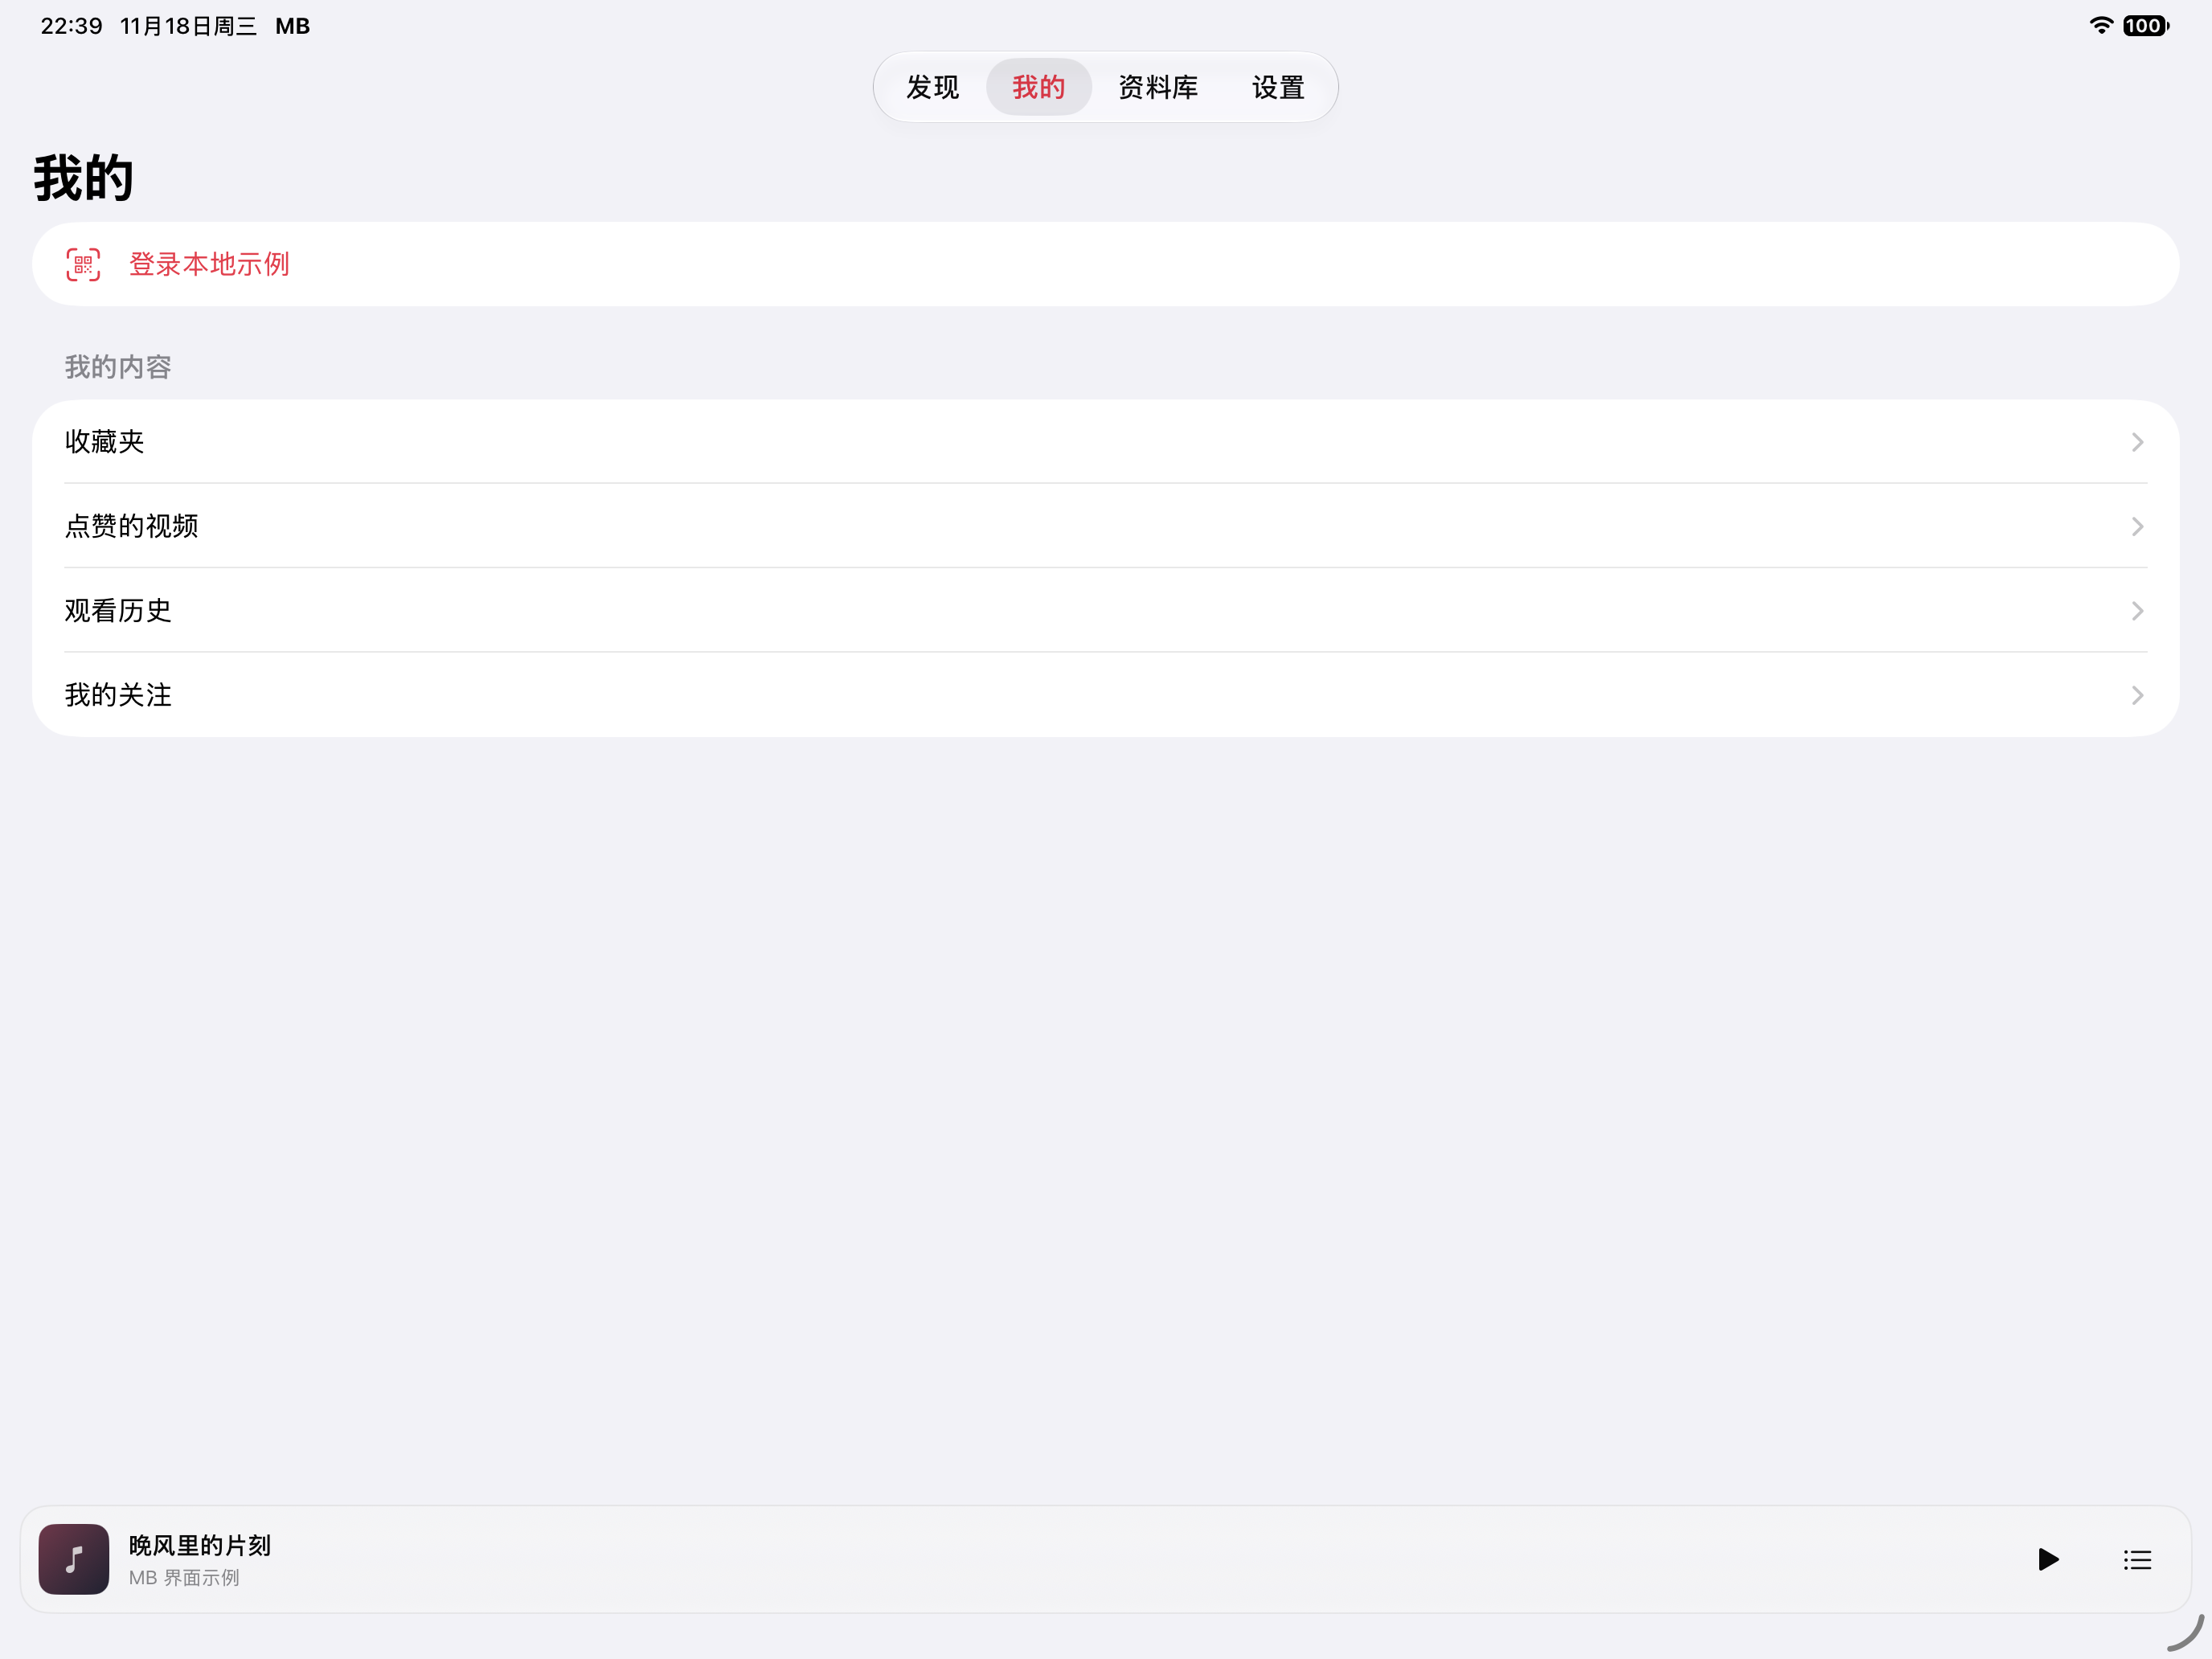 22:39 11月18日周三 MB
100
发现 我的 资料库 设置
我的
登录本地示例
我的内容
收藏夹
点赞的视频
观看历史
我的关注
晚风里的片刻
MB 界面示例